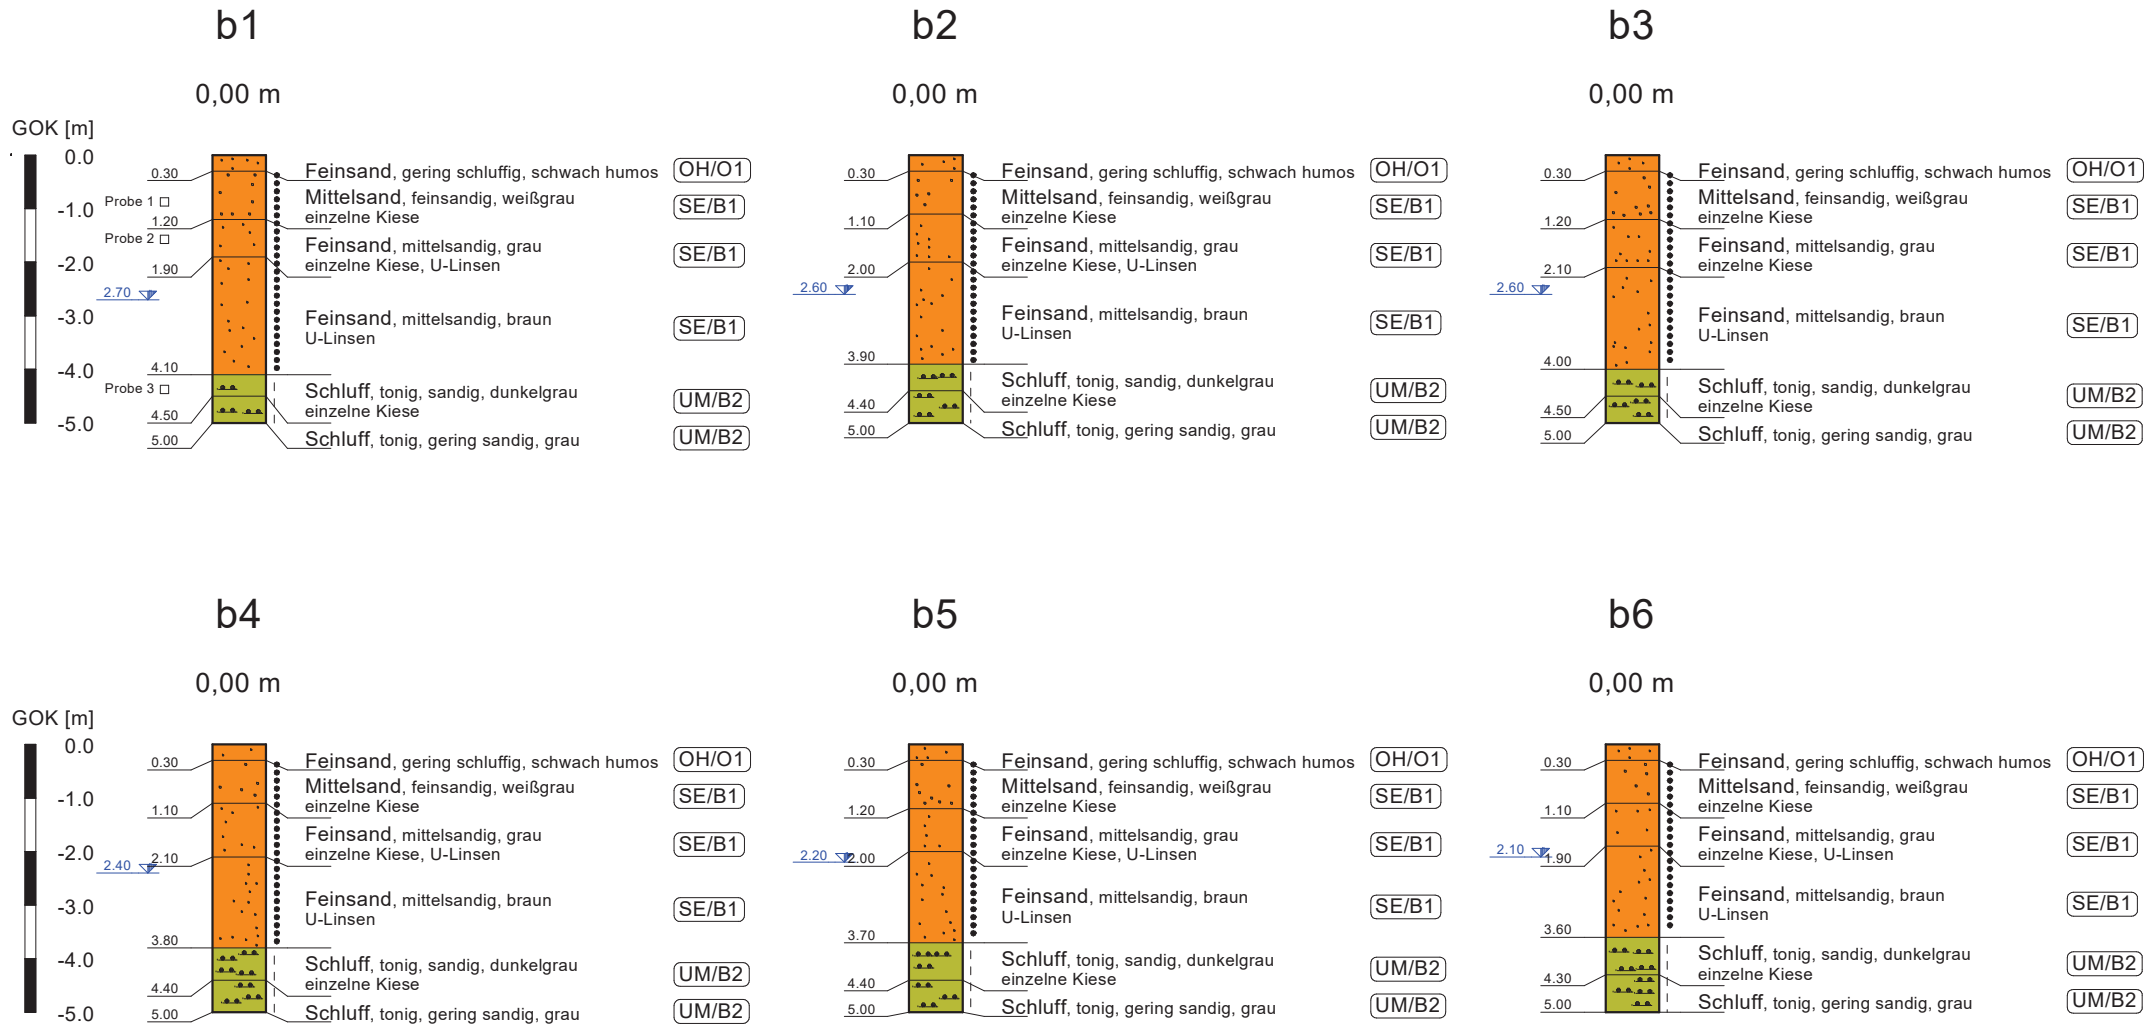 b1
0,00 m
GOK [m]
0.0
-1.0
-2.0
-3.0
-4.0
-5.0
0.30
Probe 1
1.20
Probe 2
1.90
2.70
4.10
Probe 3
4.50
5.00
Feinsand, gering schluffig, schwach humos
OH/O1
Mittelsand, feinsandig, weißgrau
einzelne Kiese
SE/B1
Feinsand, mittelsandig, grau
einzelne Kiese, U-Linsen
SE/B1
Feinsand, mittelsandig, braun
U-Linsen
SE/B1
Schluff, tonig, sandig, dunkelgrau
einzelne Kiese
UM/B2
Schluff, tonig, gering sandig, grau
UM/B2
b2
0,00 m
0.30
1.10
2.00
2.60
3.90
4.40
5.00
Feinsand, gering schluffig, schwach humos
OH/O1
Mittelsand, feinsandig, weißgrau
einzelne Kiese
SE/B1
Feinsand, mittelsandig, grau
einzelne Kiese, U-Linsen
SE/B1
Feinsand, mittelsandig, braun
U-Linsen
SE/B1
Schluff, tonig, sandig, dunkelgrau
einzelne Kiese
UM/B2
Schluff, tonig, gering sandig, grau
UM/B2
b3
0,00 m
0.30
1.20
2.10
2.60
4.00
4.50
5.00
Feinsand, gering schluffig, schwach humos
OH/O1
Mittelsand, feinsandig, weißgrau
einzelne Kiese
SE/B1
Feinsand, mittelsandig, grau
einzelne Kiese
SE/B1
Feinsand, mittelsandig, braun
U-Linsen
SE/B1
Schluff, tonig, sandig, dunkelgrau
einzelne Kiese
UM/B2
Schluff, tonig, gering sandig, grau
UM/B2
b4
0,00 m
GOK [m]
0.0
-1.0
-2.0
-3.0
-4.0
-5.0
0.30
1.10
2.10
2.40
3.80
4.40
5.00
Feinsand, gering schluffig, schwach humos
OH/O1
Mittelsand, feinsandig, weißgrau
einzelne Kiese
SE/B1
Feinsand, mittelsandig, grau
einzelne Kiese, U-Linsen
SE/B1
Feinsand, mittelsandig, braun
U-Linsen
SE/B1
Schluff, tonig, sandig, dunkelgrau
einzelne Kiese
UM/B2
Schluff, tonig, gering sandig, grau
UM/B2
b5
0,00 m
0.30
1.20
2.20
2.00
3.70
4.40
5.00
Feinsand, gering schluffig, schwach humos
OH/O1
Mittelsand, feinsandig, weißgrau
einzelne Kiese
SE/B1
Feinsand, mittelsandig, grau
einzelne Kiese, U-Linsen
SE/B1
Feinsand, mittelsandig, braun
U-Linsen
SE/B1
Schluff, tonig, sandig, dunkelgrau
einzelne Kiese
UM/B2
Schluff, tonig, gering sandig, grau
UM/B2
b6
0,00 m
0.30
1.10
2.10
1.90
3.60
4.30
5.00
Feinsand, gering schluffig, schwach humos
OH/O1
Mittelsand, feinsandig, weißgrau
einzelne Kiese
SE/B1
Feinsand, mittelsandig, grau
einzelne Kiese, U-Linsen
SE/B1
Feinsand, mittelsandig, braun
U-Linsen
SE/B1
Schluff, tonig, sandig, dunkelgrau
einzelne Kiese
UM/B2
Schluff, tonig, gering sandig, grau
UM/B2